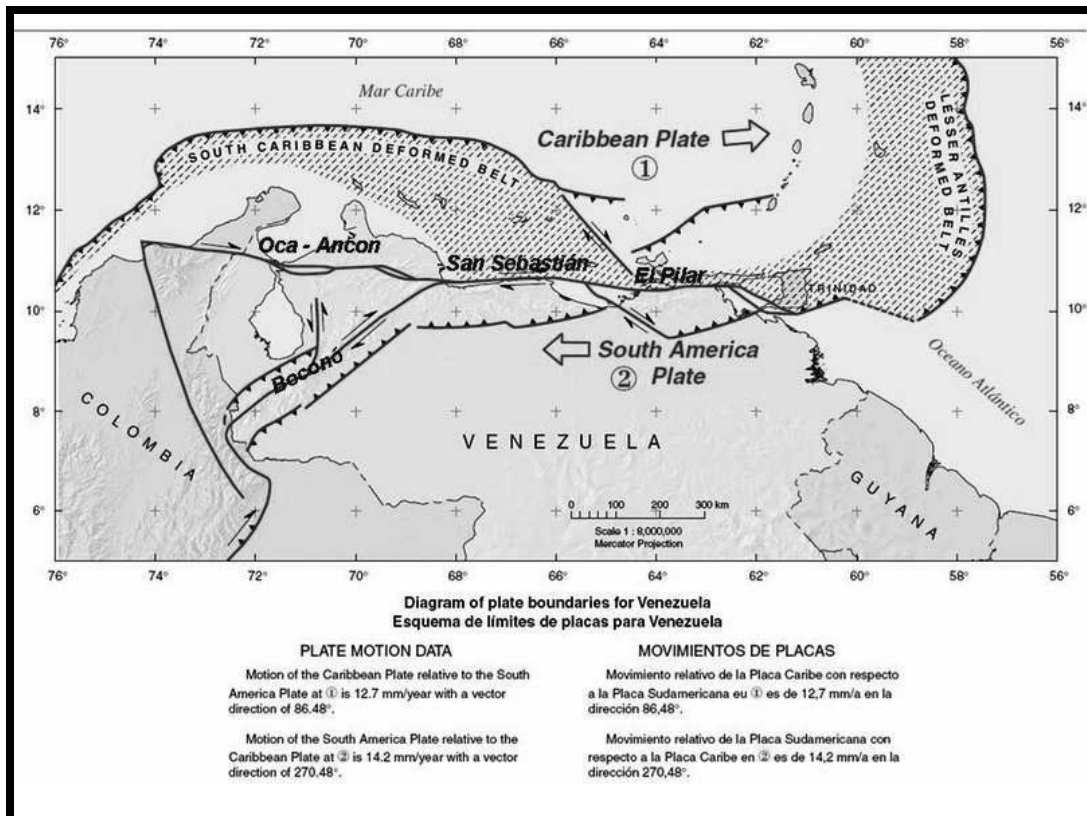 76° 74° 72° 70° 68° 66° 64° 62° 60° 58° 56°
Mar Caribe
14° 14°
Caribbean Plate
①
SOUTH CARIBBEAN DEFORMED BELT
LESSER ANTILLES
DEFORMED BELT
12° 12°
Oca - Ancon
San Sebastián
El Pilar
TRINIDAD
10° 10°
South America
② Plate
Oceano Atlántico
Bocono
8° 8°
COLOMBIA
VENEZUELA
GUYANA
6° 6°
0 100 200 300 km
Scale 1 : 8,000,000
Mercator Projection
76° 74° 72° 70° 68° 66° 64° 62° 60° 58° 56°
Diagram of plate boundaries for Venezuela
Esquema de límites de placas para Venezuela
PLATE MOTION DATA
Motion of the Caribbean Plate relative to the South
America Plate at ① is 12.7 mm/year with a vector
direction of 86.48°.
Motion of the South America Plate relative to the
Caribbean Plate at ② is 14.2 mm/year with a vector
direction of 270.48°.
MOVIMIENTOS DE PLACAS
Movimiento relativo de la Placa Caribe con respecto
a la Placa Sudamericana eu ① es de 12,7 mm/a en la
dirección 86,48°.
Movimiento relativo de la Placa Sudamericana con
respecto a la Placa Caribe en ② es de 14,2 mm/a en la
dirección 270,48°.